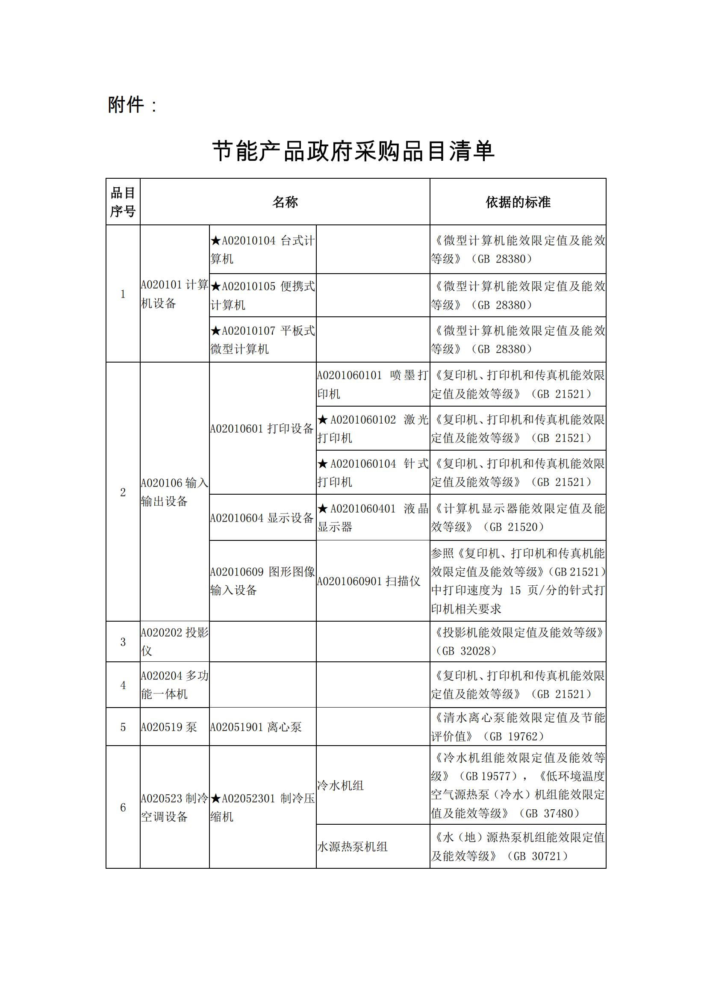 附件：
节能产品政府采购品目清单
品目
序号
名称
依据的标准
1
A020101 计算
机设备
★A02010104 台式计
算机
《微型计算机能效限定值及能效
等级》（GB 28380）
★A02010105 便携式
计算机
《微型计算机能效限定值及能效
等级》（GB 28380）
★A02010107 平板式
微型计算机
《微型计算机能效限定值及能效
等级》（GB 28380）
2
A020106 输入
输出设备
A02010601 打印设备
A0201060101 喷墨打
印机
《复印机、打印机和传真机能效限
定值及能效等级》（GB 21521）
★A0201060102 激光
打印机
《复印机、打印机和传真机能效限
定值及能效等级》（GB 21521）
★A0201060104 针式
打印机
《复印机、打印机和传真机能效限
定值及能效等级》（GB 21521）
A02010604 显示设备
★A0201060401 液晶
显示器
《计算机显示器能效限定值及能
效等级》（GB 21520）
A02010609 图形图像
输入设备
A0201060901 扫描仪
参照《复印机、打印机和传真机能
效限定值及能效等级》（GB 21521）
中打印速度为 15 页/分的针式打
印机相关要求
3
A020202 投影
仪
《投影机能效限定值及能效等级》
（GB 32028）
4
A020204 多功
能一体机
《复印机、打印机和传真机能效限
定值及能效等级》（GB 21521）
5
A020519 泵
A02051901 离心泵
《清水离心泵能效限定值及节能
评价值》（GB 19762）
6
A020523 制冷
空调设备
★A02052301 制冷压
缩机
冷水机组
《冷水机组能效限定值及能效等
级》（GB 19577），《低环境温度
空气源热泵（冷水）机组能效限定
值及能效等级》（GB 37480）
水源热泵机组
《水（地）源热泵机组能效限定值
及能效等级》（GB 30721）